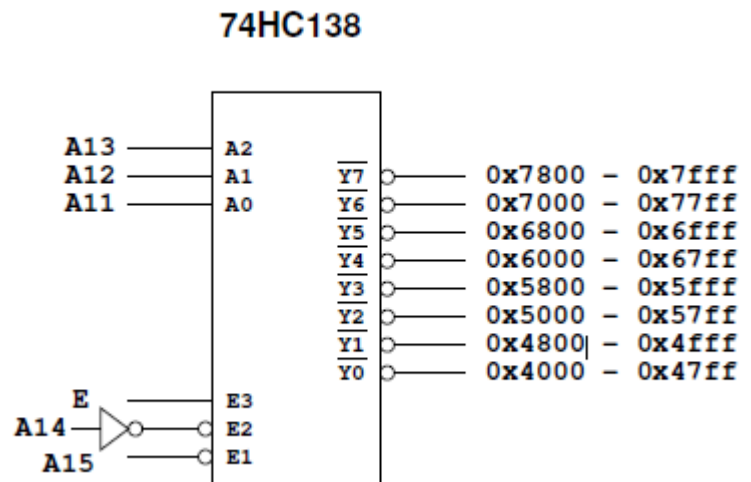 74HC138
A13 A2
A12 A1 Y7 0x7800 - 0x7fff
A11 A0 Y6 0x7000 - 0x77ff
Y5 0x6800 - 0x6fff
Y4 0x6000 - 0x67ff
Y3 0x5800 - 0x5fff
Y2 0x5000 - 0x57ff
Y1 0x4800 - 0x4fff
Y0 0x4000 - 0x47ff
E E3
A14 E2
A15 E1